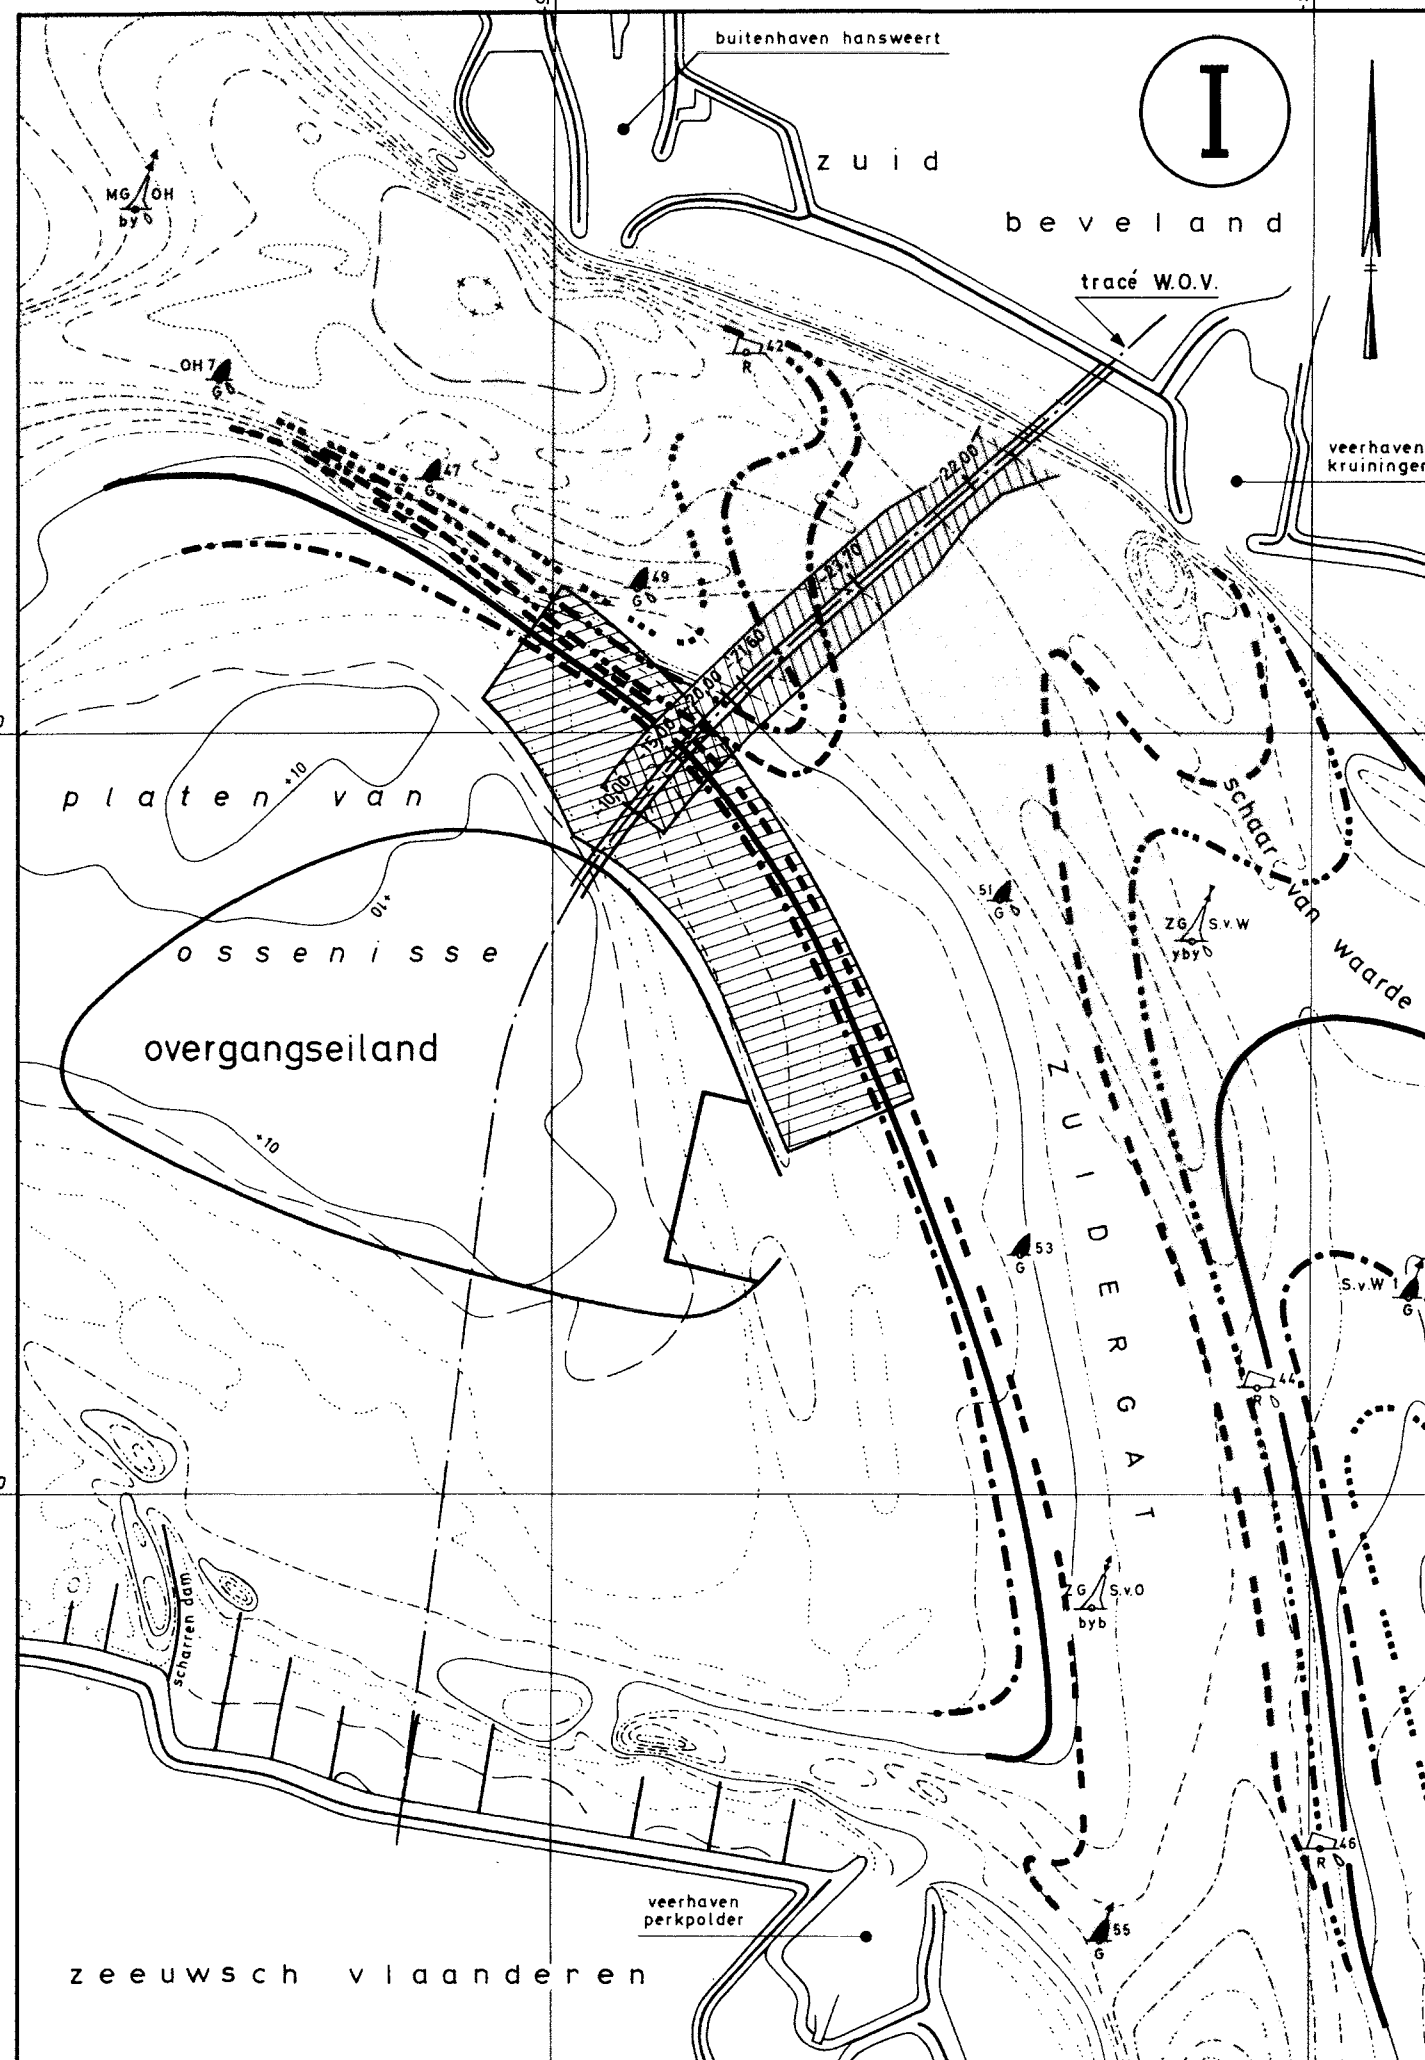 buitenhaven hansweert
I
zuid
beveland
MG OH
by
tracé W.O.V.
OH 7
G
42
R
47
G
veerhaven
kruiningen
49
G
-22,00
-23,70
-21,60
-20,00
-15,00
-10,00
platen van
+10
+10
ossenisse
overgangseiland
+10
schaar van
waarde
51
G
ZG S.v.W
yby
ZUIDERGAT
53
G
S.v.W 1
G
44
R
ZG S.v.O
byb
scharren dam
46
R
veerhaven
perkpolder
55
G
zeeuwsch vlaanderen